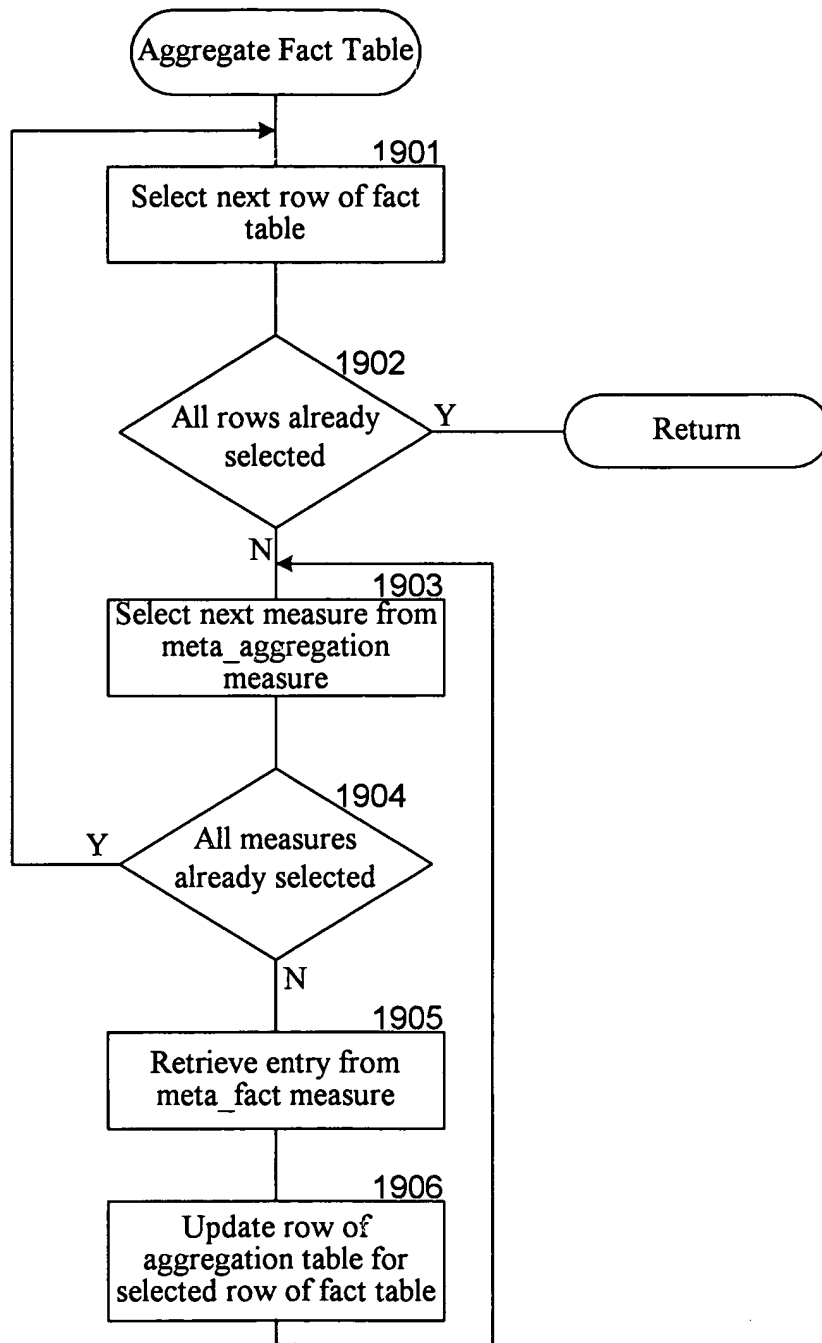 Aggregate Fact Table
1901
Select next row of fact
table
1902
All rows already
selected
Y
Return
N
1903
Select next measure from
meta_aggregation
measure
1904
All measures
already selected
Y
N
1905
Retrieve entry from
meta_fact measure
1906
Update row of
aggregation table for
selected row of fact table